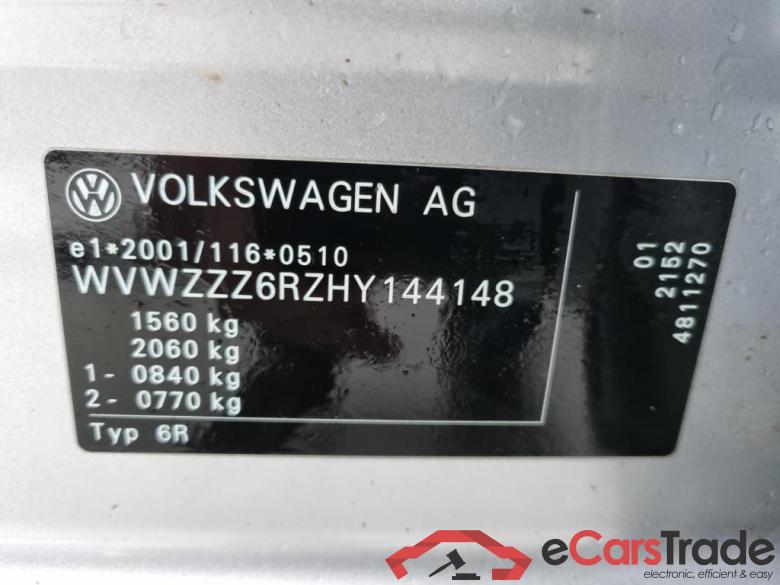 VOLKSWAGEN AG
e1*2001/116*0510
WVWZZZ6RZHY144148
1560 kg
2060 kg
1- 0840 kg
2- 0770 kg
Typ 6R
01
2152
4811270
eCarsTrade
electronic, efficient & easy